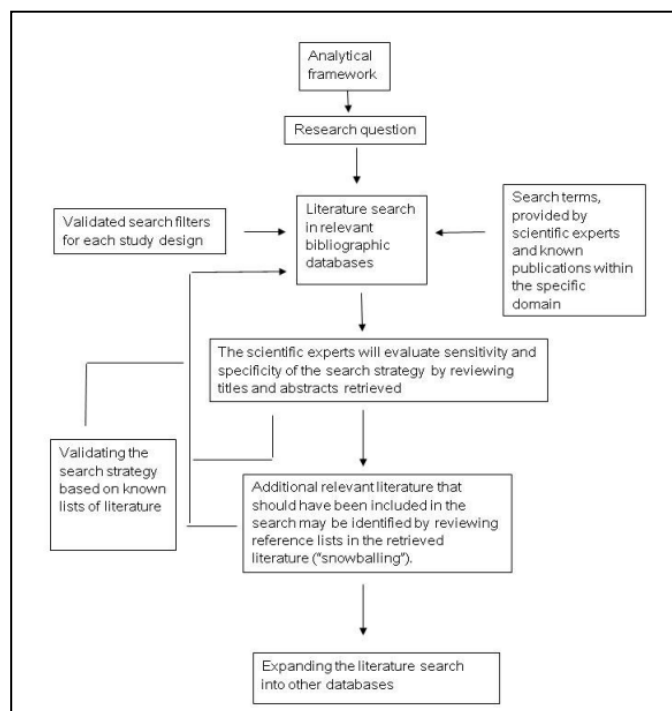 Analytical
framework
Research question
Validated search filters
for each study design
Literature search
in relevant
bibliographic
databases
Search terms,
provided by
scientific experts
and known
publications within
the specific
domain
The scientific experts will evaluate sensitivity and
specificity of the search strategy by reviewing
titles and abstracts retrieved
Validating the
search strategy
based on known
lists of literature
Additional relevant literature that
should have been included in the
search may be identified by reviewing
reference lists in the retrieved
literature ("snowballing").
Expanding the literature search
into other databases